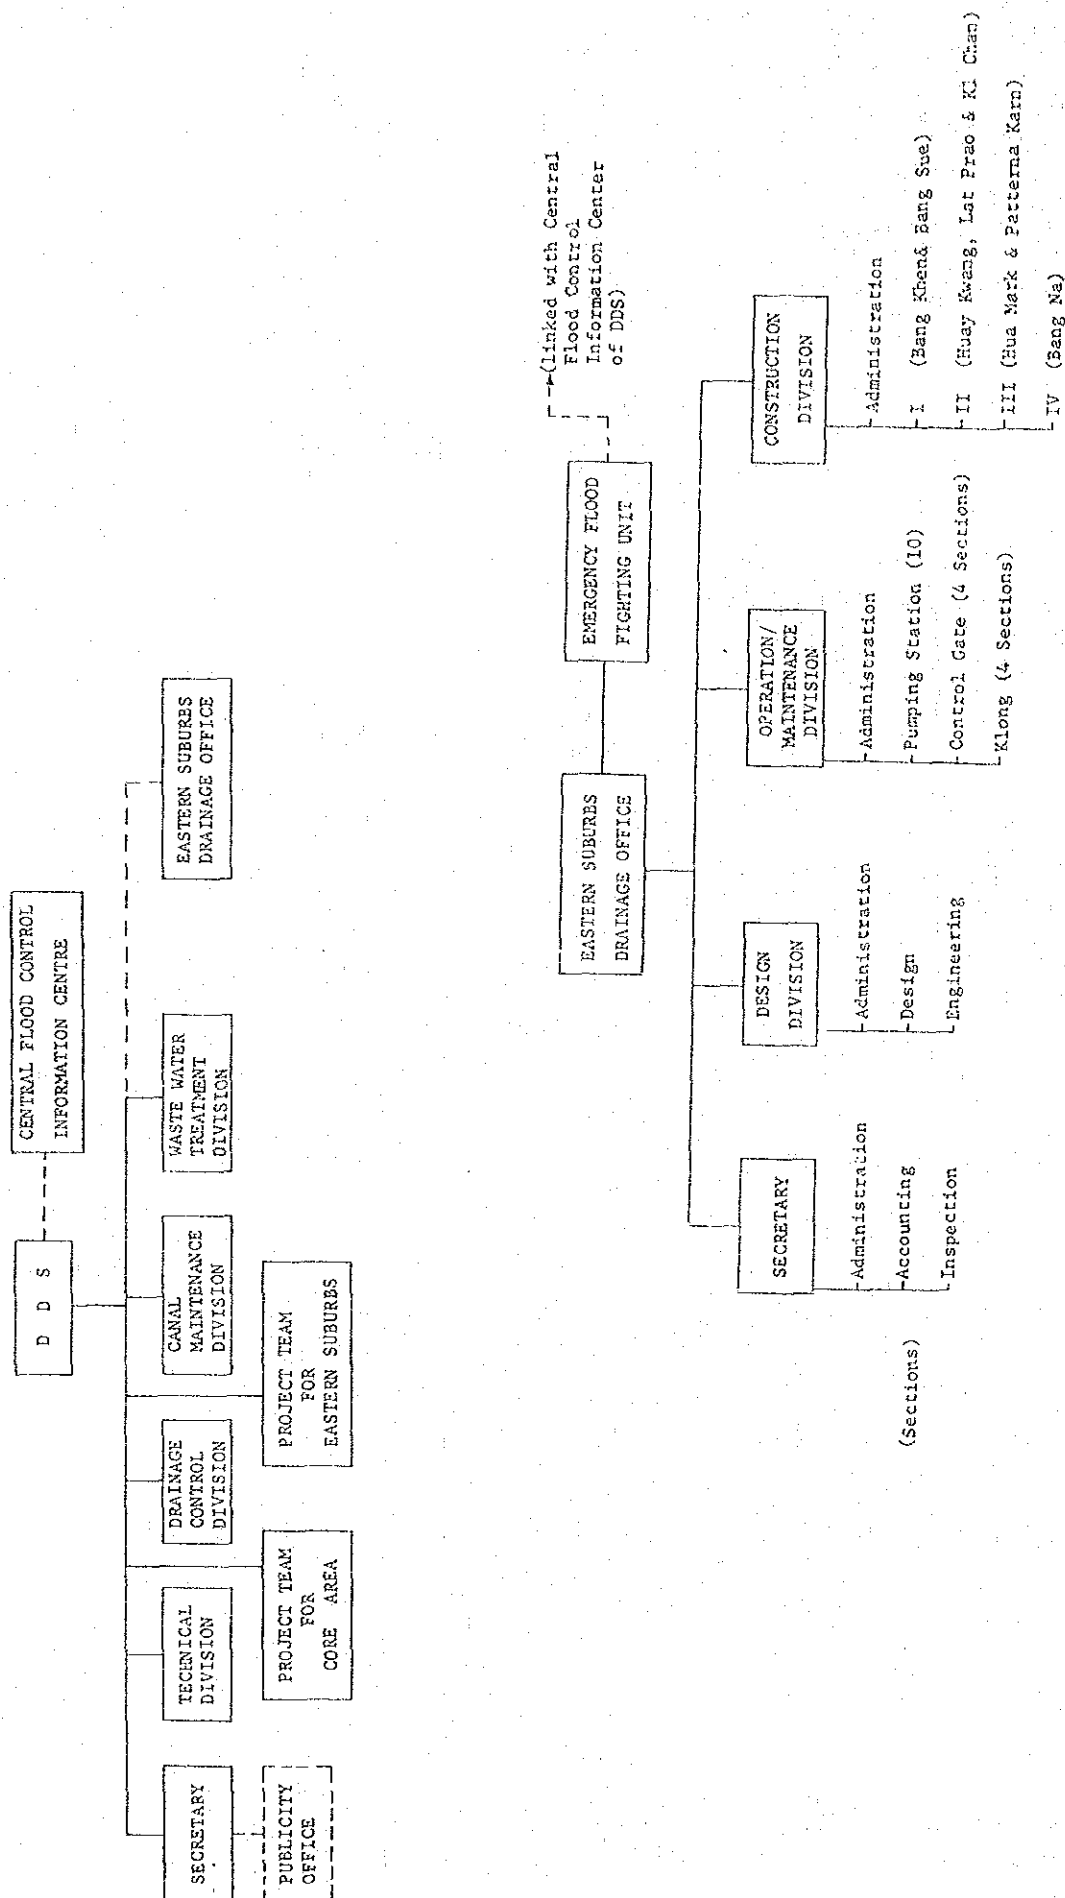 D D S
CENTRAL FLOOD CONTROL
INFORMATION CENTRE
SECRETARY
PUBLICITY
OFFICE
TECHNICAL
DIVISION
PROJECT TEAM
FOR
CORE AREA
DRAINAGE
CONTROL
DIVISION
PROJECT TEAM
FOR
EASTERN SUBURBS
CANAL
MAINTENANCE
DIVISION
WASTE WATER
TREATMENT
DIVISION
EASTERN SUBURBS
DRAINAGE OFFICE
EASTERN SUBURBS
DRAINAGE OFFICE
EMERGENCY FLOOD
FIGHTING UNIT
(linked with Central
Flood Control
Information Center
of DDS)
SECRETARY
Administration
Accounting
Inspection
(Sections)
DESIGN
DIVISION
Administration
Design
Engineering
OPERATION/
MAINTENANCE
DIVISION
Administration
Pumping Station (10)
Control Gate (4 Sections)
Klong (4 Sections)
CONSTRUCTION
DIVISION
Administration
I (Bang Khen& Bang Sue)
II (Huay Kwang, Lat Prao & Kl Chan)
III (Hua Mark & Patterna Karn)
IV (Bang Na)